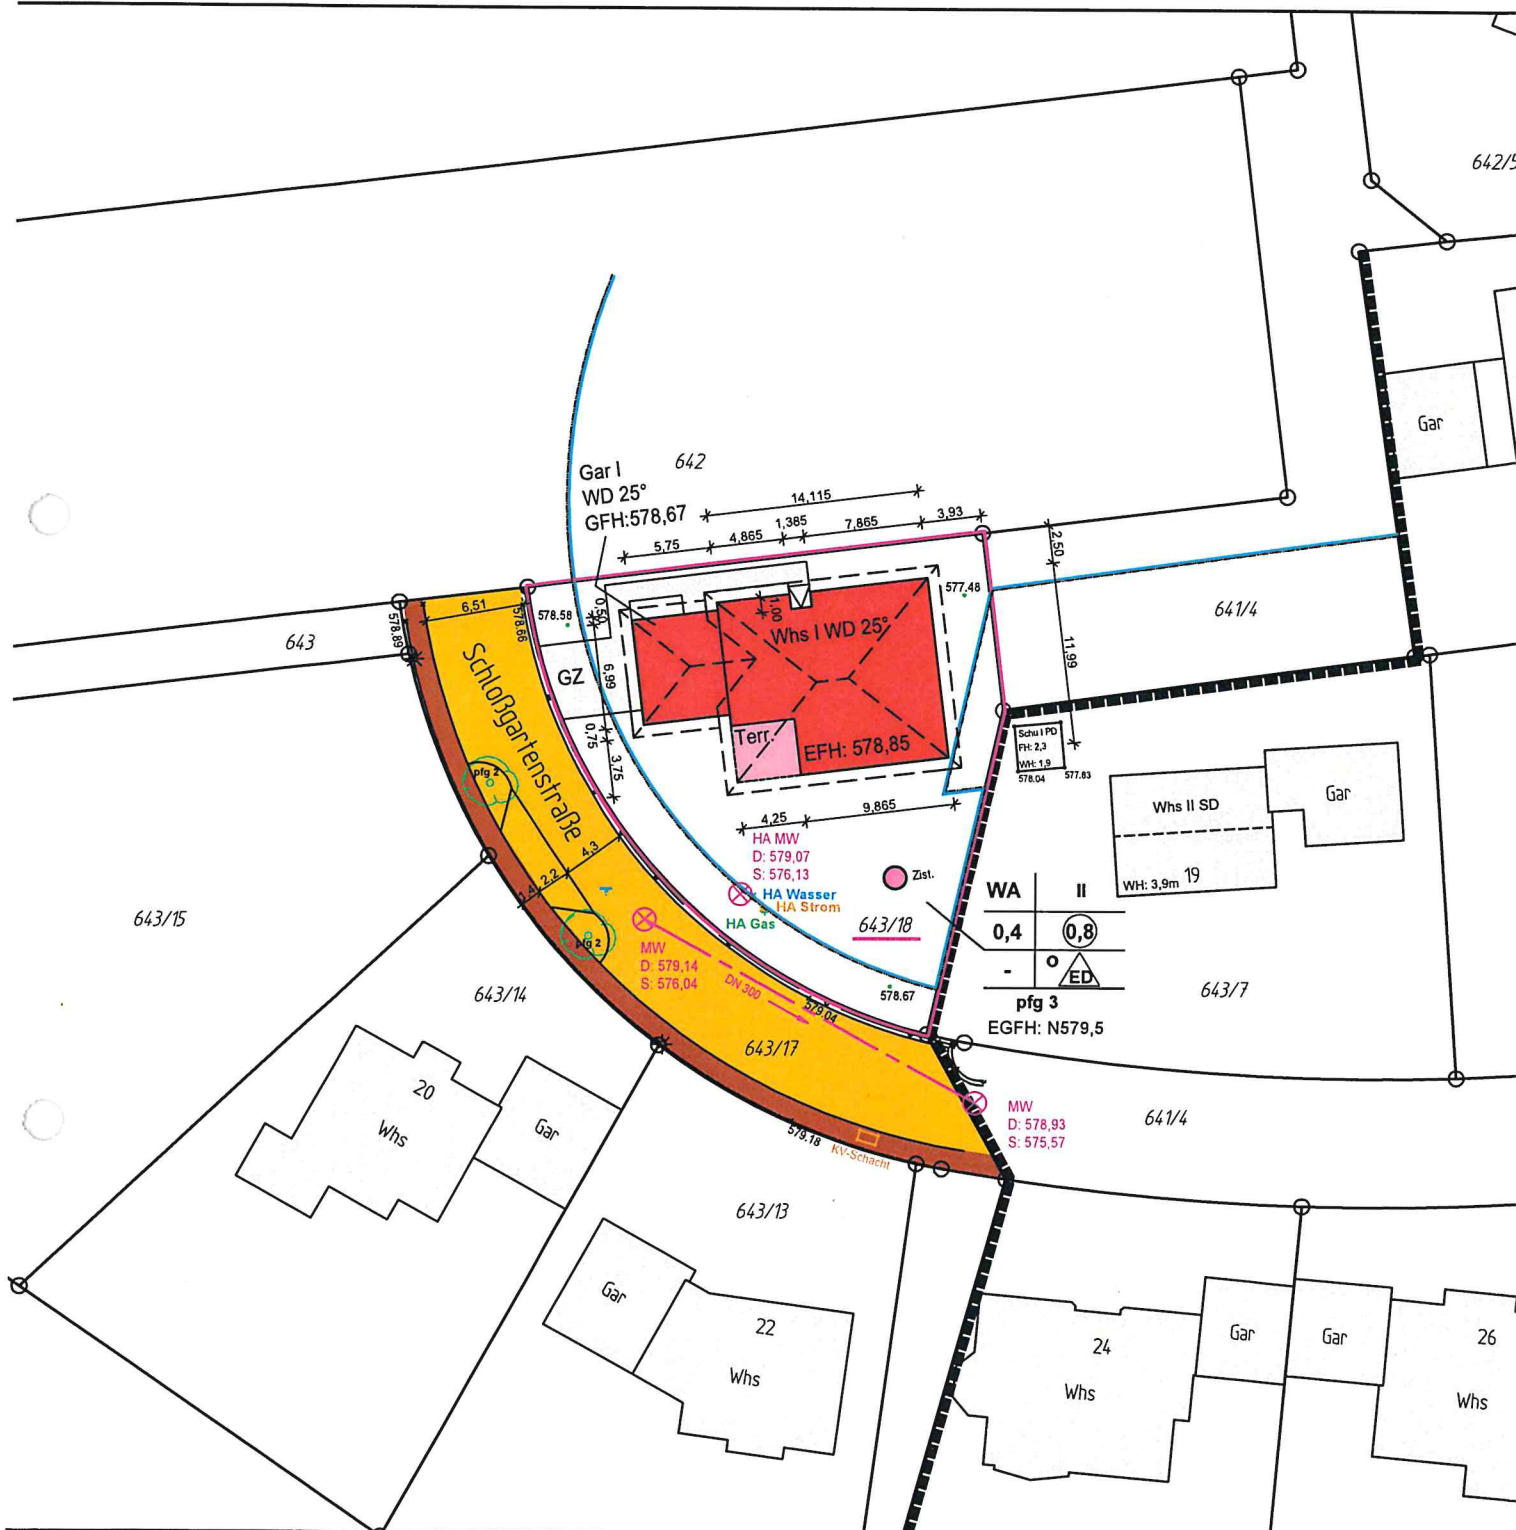 642/5
Gar
642
Gar I
WD 25°
GFH:578,67
14,115
5,75
4,865
1,385
7,865
3,93
2,50
577.48
641/4
11,99
643
578.89
6,51
578.66
578.58
0,50
1,00
Whs I WD 25°
GZ
6,99
0,75
3,75
Terr.
EFH: 578,85
Schloßgartenstraße
Schu I PD
FH: 2,3
WH: 1,9
578.04
577.83
Whs II SD
Gar
WH: 3,9m
19
4,25
9,865
pfg 2
4,3
2,2
1,4
HA MW
D: 579,07
S: 576,13
HA Wasser
HA Strom
HA Gas
Zist.
643/18
WA II
0,4 0,8
- o ED
pfg 3
EGFH: N579,5
643/15
pfg 2
MW
D: 579,14
S: 576,04
DN 300
578.67
579.04
643/7
643/14
643/17
641/4
MW
D: 578,93
S: 575,57
20
Whs
Gar
579.18
KV-Schacht
643/13
Gar
22
Whs
24
Whs
Gar
Gar
26
Whs